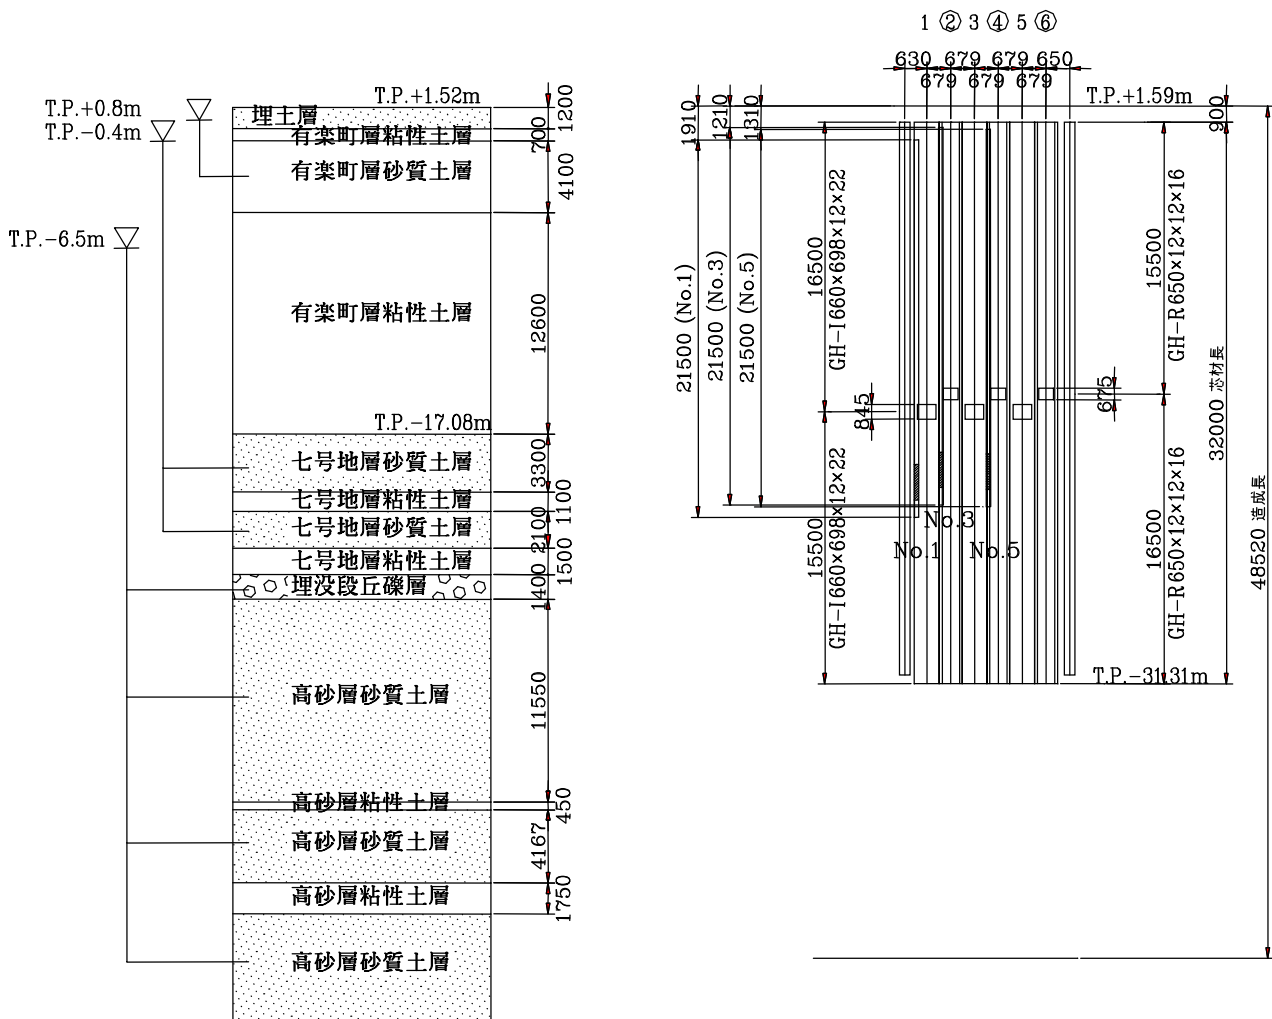 T.P.+0.8m
T.P.-0.4m
T.P.-6.5m
T.P.+1.52m
埋土層
有楽町層粘性土層
有楽町層砂質土層
有楽町層粘性土層
T.P.-17.08m
七号地層砂質土層
七号地層粘性土層
七号地層砂質土層
七号地層粘性土層
埋没段丘礫層
高砂層砂質土層
高砂層粘性土層
高砂層砂質土層
高砂層粘性土層
高砂層砂質土層
1200
700
4100
12600
3300
1100
2100
1500
1400
11550
450
4167
1750
1 ② 3 ④ 5 ⑥
630 679 679 650
679 679 679
T.P.+1.59m
1910
1210
1310
900
21500 (No.1)
21500 (No.3)
21500 (No.5)
16500
GH-I660×698×12×22
845
15500
GH-I660×698×12×22
No.3
No.1
No.5
15500
GH-R650×12×12×16
675
16500
GH-R650×12×12×16
32000 芯材長
48520 造成長
T.P.-31.31m